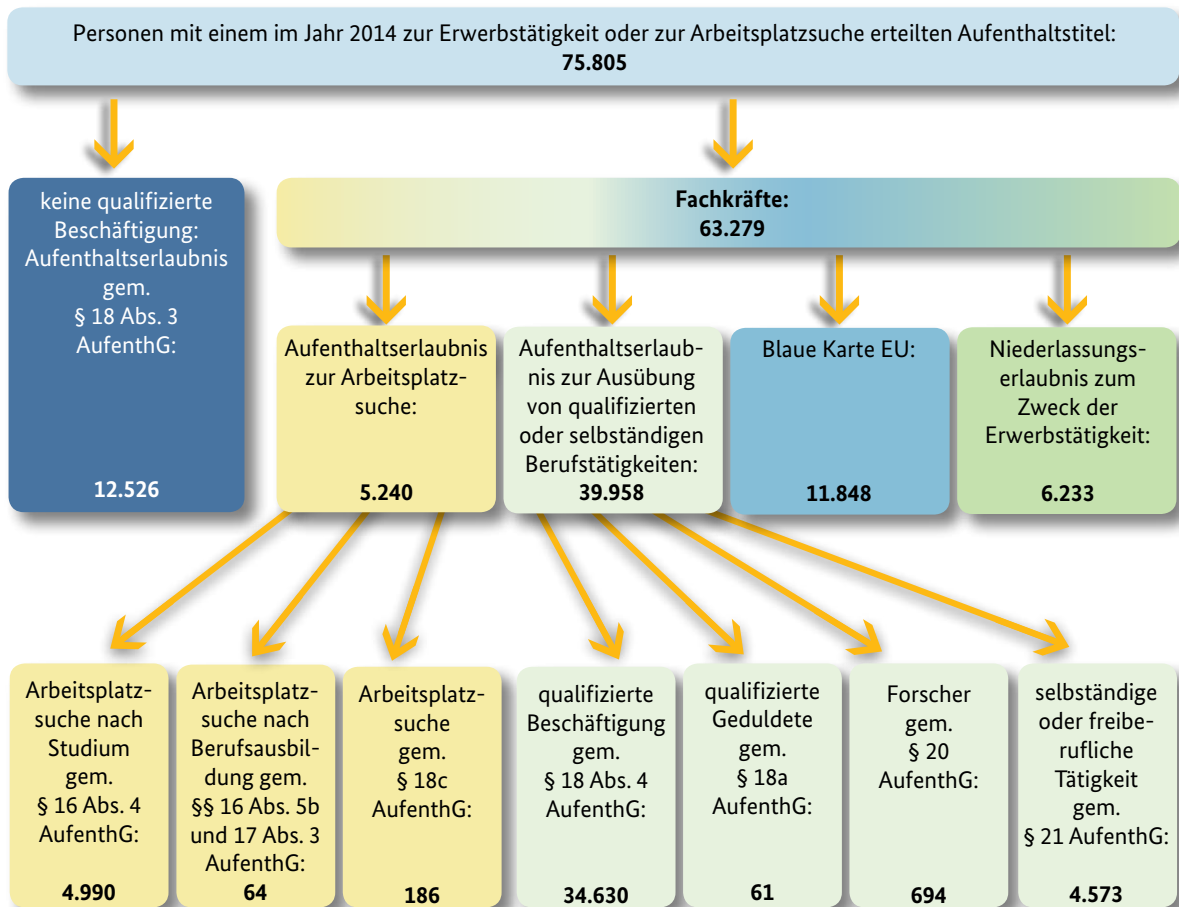 Personen mit einem im Jahr 2014 zur Erwerbstätigkeit oder zur Arbeitsplatzsuche erteilten Aufenthaltstitel:
75.805
keine qualifizierte
Beschäftigung:
Aufenthaltserlaubnis
gem.
§ 18 Abs. 3
AufenthG:
12.526
Fachkräfte:
63.279
Aufenthaltserlaubnis
zur Arbeitsplatz-
suche:
5.240
Aufenthaltserlaub-
nis zur Ausübung
von qualifizierten
oder selbständigen
Berufstätigkeiten:
39.958
Blaue Karte EU:
11.848
Niederlassungs-
erlaubnis zum
Zweck der
Erwerbstätigkeit:
6.233
Arbeitsplatz-
suche nach
Studium
gem.
§ 16 Abs. 4
AufenthG:
4.990
Arbeitsplatz-
suche nach
Berufsausbil-
dung gem.
§§ 16 Abs. 5b
und 17 Abs. 3
AufenthG:
64
Arbeitsplatz-
suche
gem.
§ 18c
AufenthG:
186
qualifizierte
Beschäftigung
gem.
§ 18 Abs. 4
AufenthG:
34.630
qualifizierte
Geduldete
gem.
§ 18a
AufenthG:
61
Forscher
gem.
§ 20
AufenthG:
694
selbständige
oder freibe-
rufliche
Tätigkeit
gem.
§ 21 AufenthG:
4.573